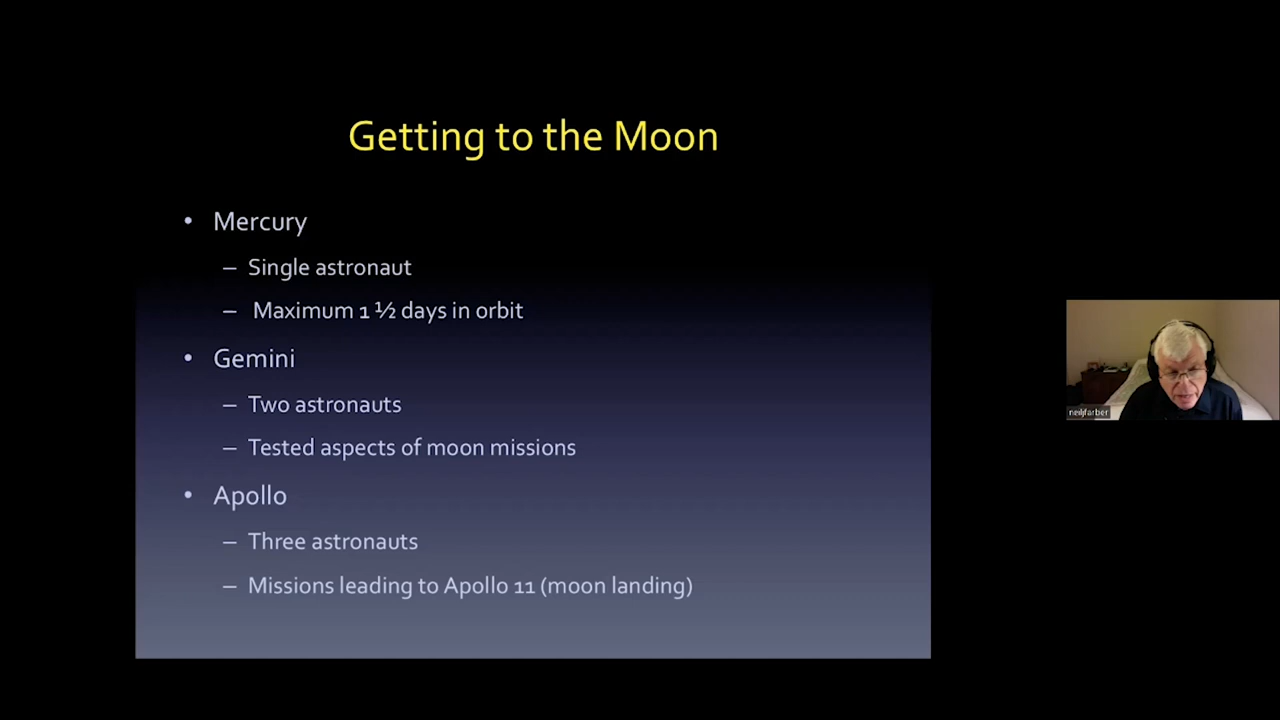 Getting to the Moon
• Mercury
– Single astronaut
– Maximum 1 ½ days in orbit
• Gemini
– Two astronauts
– Tested aspects of moon missions
• Apollo
– Three astronauts
– Missions leading to Apollo 11 (moon landing)
neiljfarber